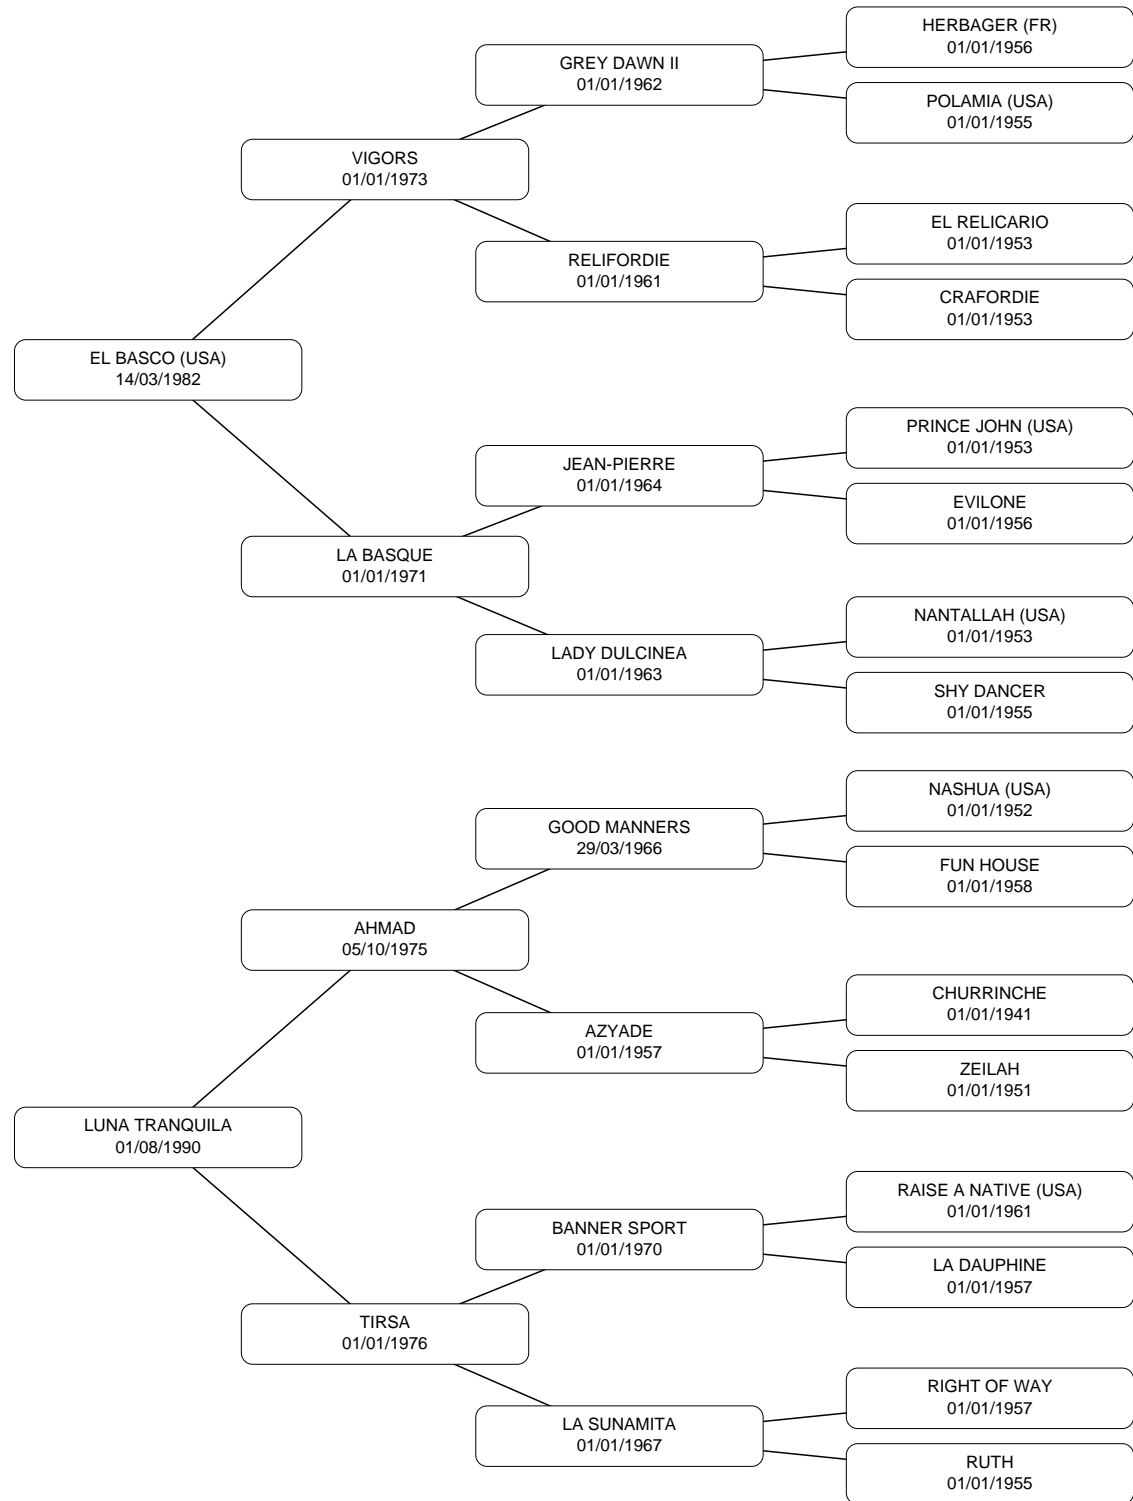 HERBAGER (FR)
01/01/1956
GREY DAWN II
01/01/1962
POLAMIA (USA)
01/01/1955
VIGORS
01/01/1973
EL RELICARIO
01/01/1953
RELIFORDIE
01/01/1961
CRAFORDIE
01/01/1953
EL BASCO (USA)
14/03/1982
PRINCE JOHN (USA)
01/01/1953
JEAN-PIERRE
01/01/1964
EVILONE
01/01/1956
LA BASQUE
01/01/1971
NANTALLAH (USA)
01/01/1953
LADY DULCINEA
01/01/1963
SHY DANCER
01/01/1955
NASHUA (USA)
01/01/1952
GOOD MANNERS
29/03/1966
FUN HOUSE
01/01/1958
AHMAD
05/10/1975
CHURRINCHE
01/01/1941
AZYADE
01/01/1957
ZEILAH
01/01/1951
LUNA TRANQUILA
01/08/1990
RAISE A NATIVE (USA)
01/01/1961
BANNER SPORT
01/01/1970
LA DAUPHINE
01/01/1957
TIRSA
01/01/1976
RIGHT OF WAY
01/01/1957
LA SUNAMITA
01/01/1967
RUTH
01/01/1955